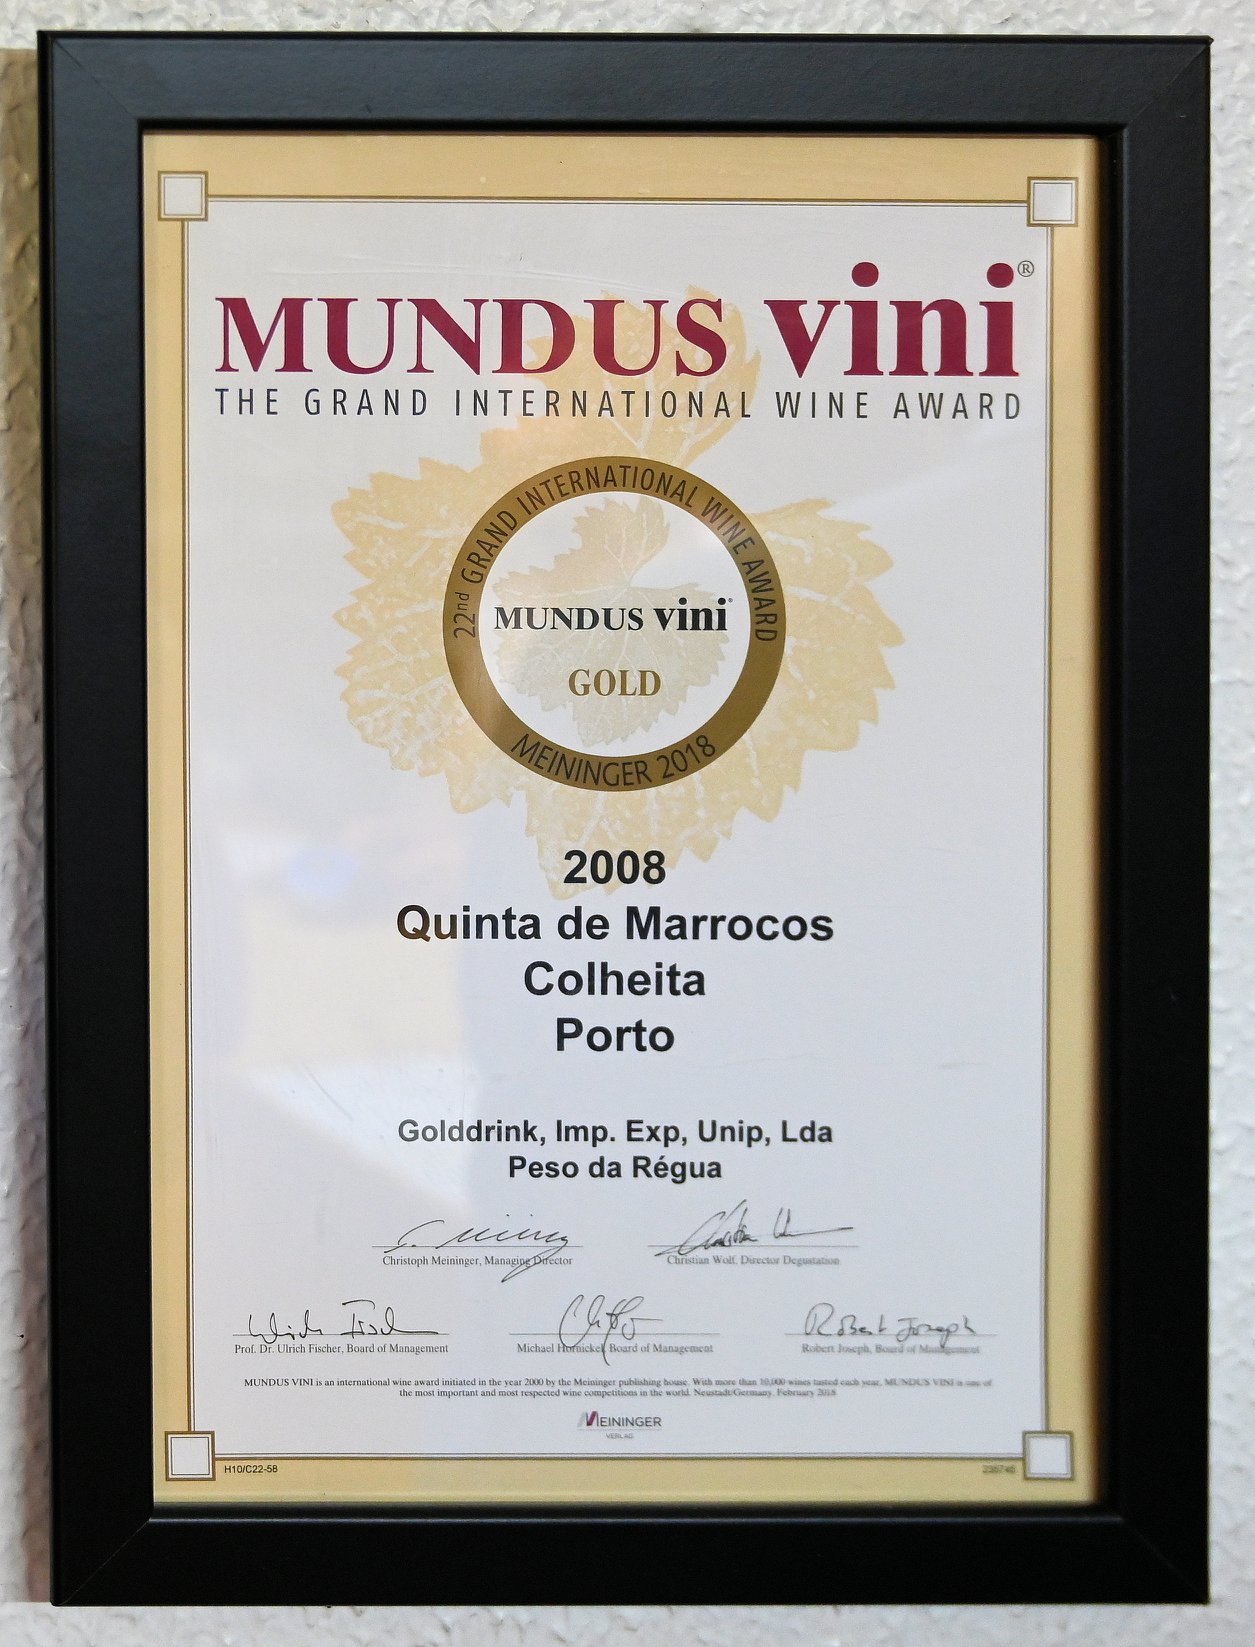 MUNDUS vini®
THE GRAND INTERNATIONAL WINE AWARD
22nd GRAND INTERNATIONAL WINE AWARD
MUNDUS vini®
GOLD
MEININGER 2018
2008
Quinta de Marrocos
Colheita
Porto
Golddrink, Imp. Exp, Unip, Lda
Peso da Régua
Christoph Meininger, Managing Director
Christian Wolf, Director Degustation
Robert Joseph
Prof. Dr. Ulrich Fischer, Board of Management
Michael Hornickel, Board of Management
Robert Joseph, Board of Management
MUNDUS VINI is an international wine award initiated in the year 2000 by the Meininger publishing house. With more than 10,000 wines tasted each year, MUNDUS VINI is one of
the most important and most respected wine competitions in the world. Neustadt/Germany, February 2018
MEININGER
VERLAG
H10/C22-58